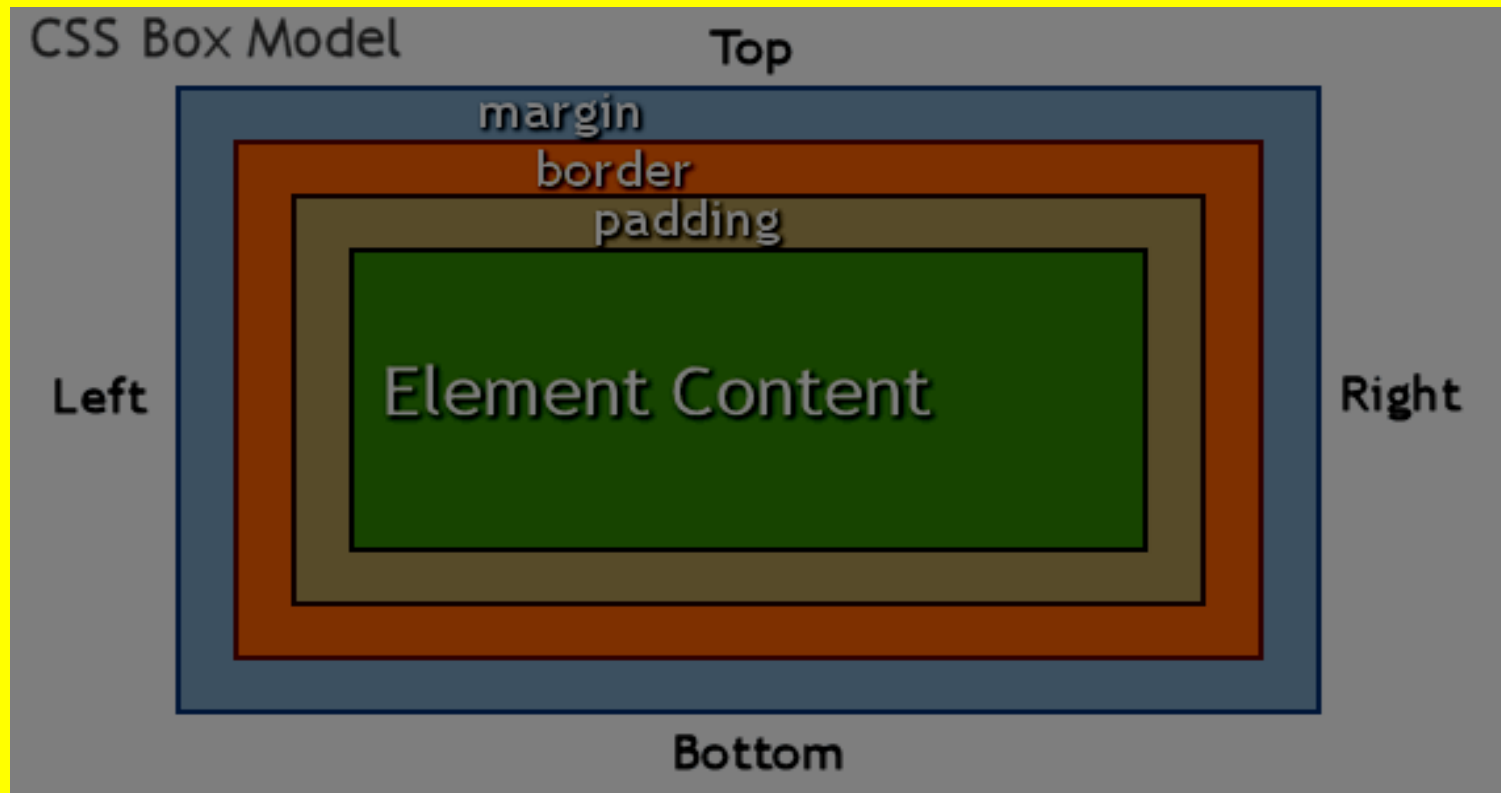 CSS Box Model
Top
margin
border
padding
Element Content
Left
Right
Bottom